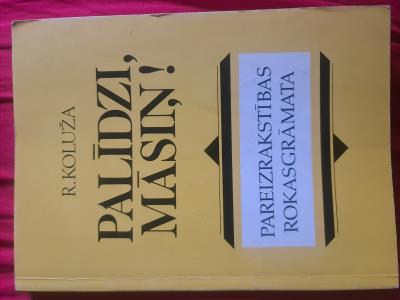 R.KOLUŽA
PALĪDZI,
MĀSIŅ!
PAREIZRAKSTĪBAS
ROKASGRĀMATA